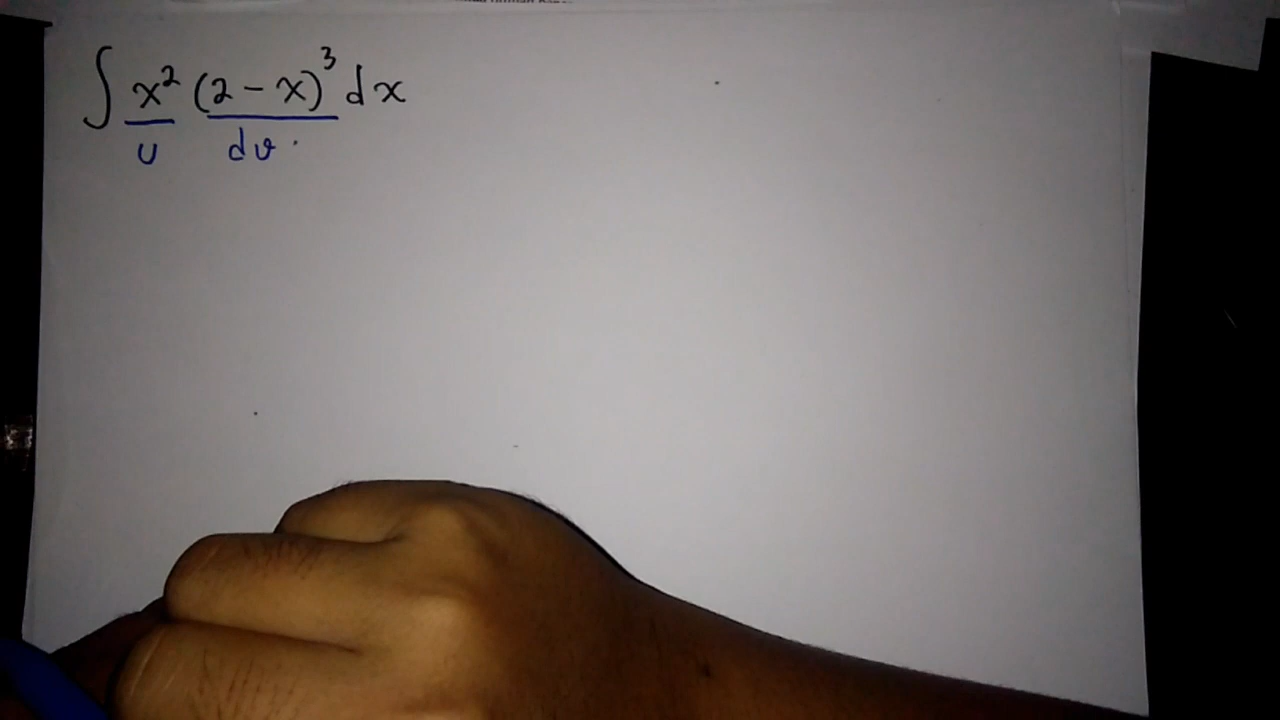 ∫ x² (2 - x)³ dx
u dv